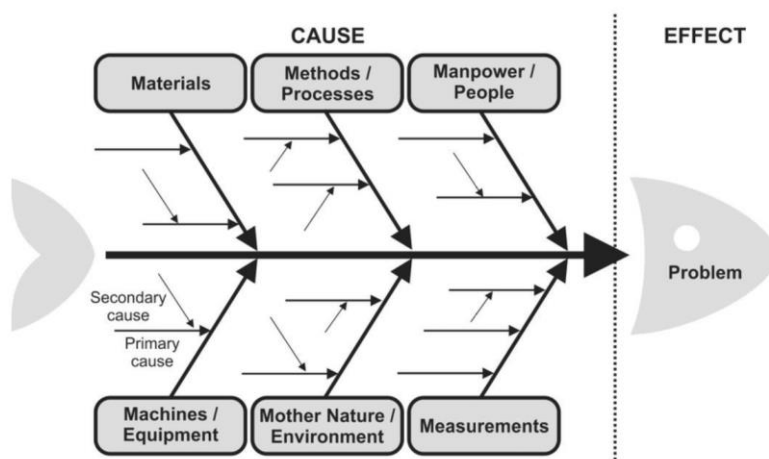 CAUSE
EFFECT
Materials
Methods /
Processes
Manpower /
People
Problem
Secondary
cause
Primary
cause
Machines /
Equipment
Mother Nature /
Environment
Measurements